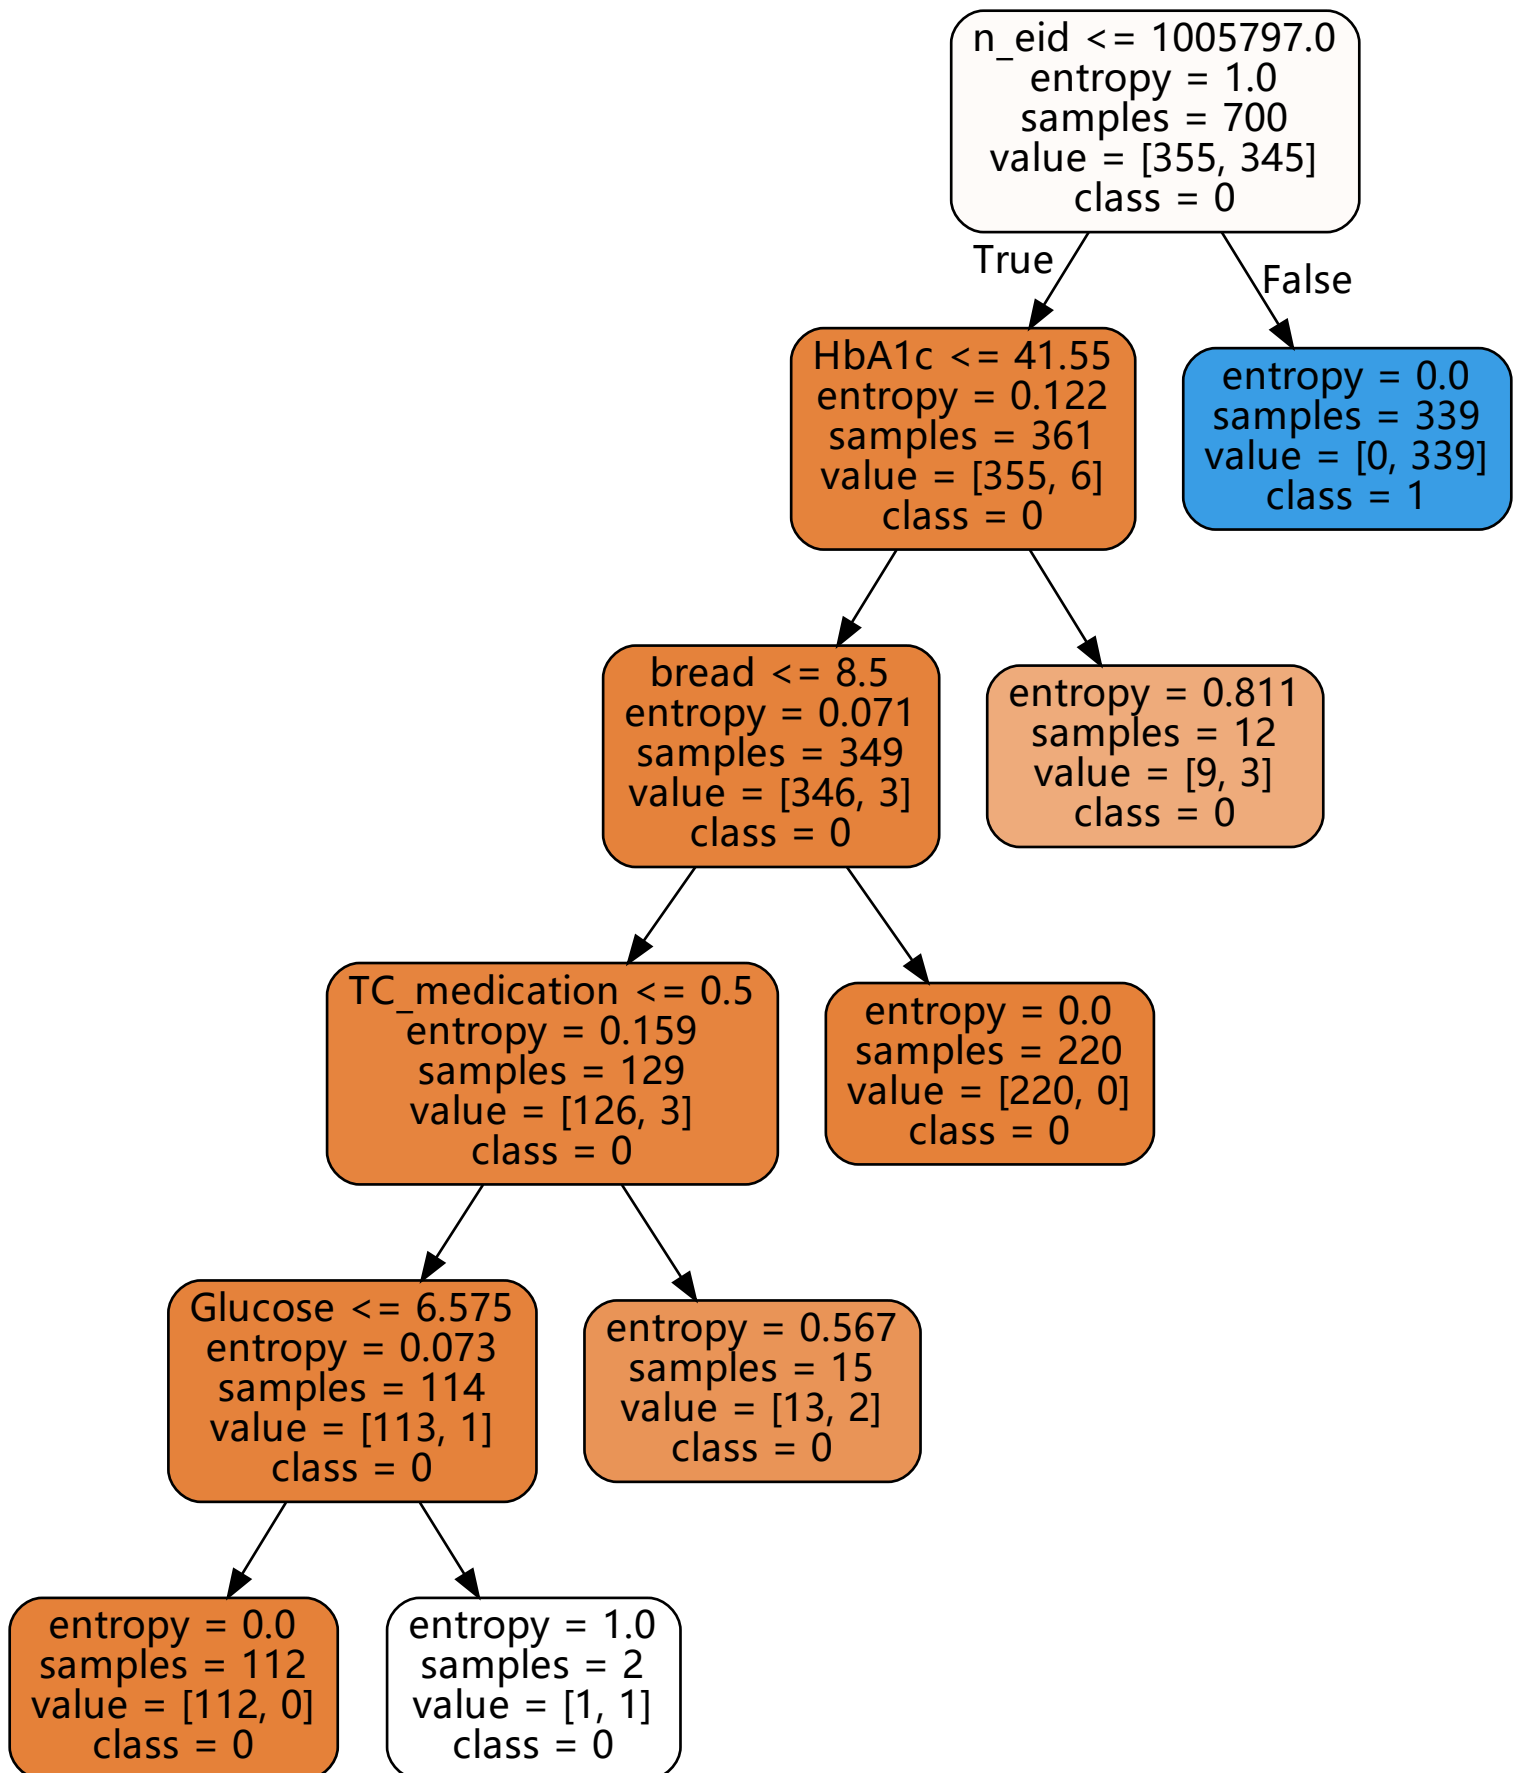 n_eid <= 1005797.0
entropy = 1.0
samples = 700
value = [355, 345]
class = 0
True
False
HbA1c <= 41.55
entropy = 0.122
samples = 361
value = [355, 6]
class = 0
entropy = 0.0
samples = 339
value = [0, 339]
class = 1
bread <= 8.5
entropy = 0.071
samples = 349
value = [346, 3]
class = 0
entropy = 0.811
samples = 12
value = [9, 3]
class = 0
TC_medication <= 0.5
entropy = 0.159
samples = 129
value = [126, 3]
class = 0
entropy = 0.0
samples = 220
value = [220, 0]
class = 0
Glucose <= 6.575
entropy = 0.073
samples = 114
value = [113, 1]
class = 0
entropy = 0.567
samples = 15
value = [13, 2]
class = 0
entropy = 0.0
samples = 112
value = [112, 0]
class = 0
entropy = 1.0
samples = 2
value = [1, 1]
class = 0